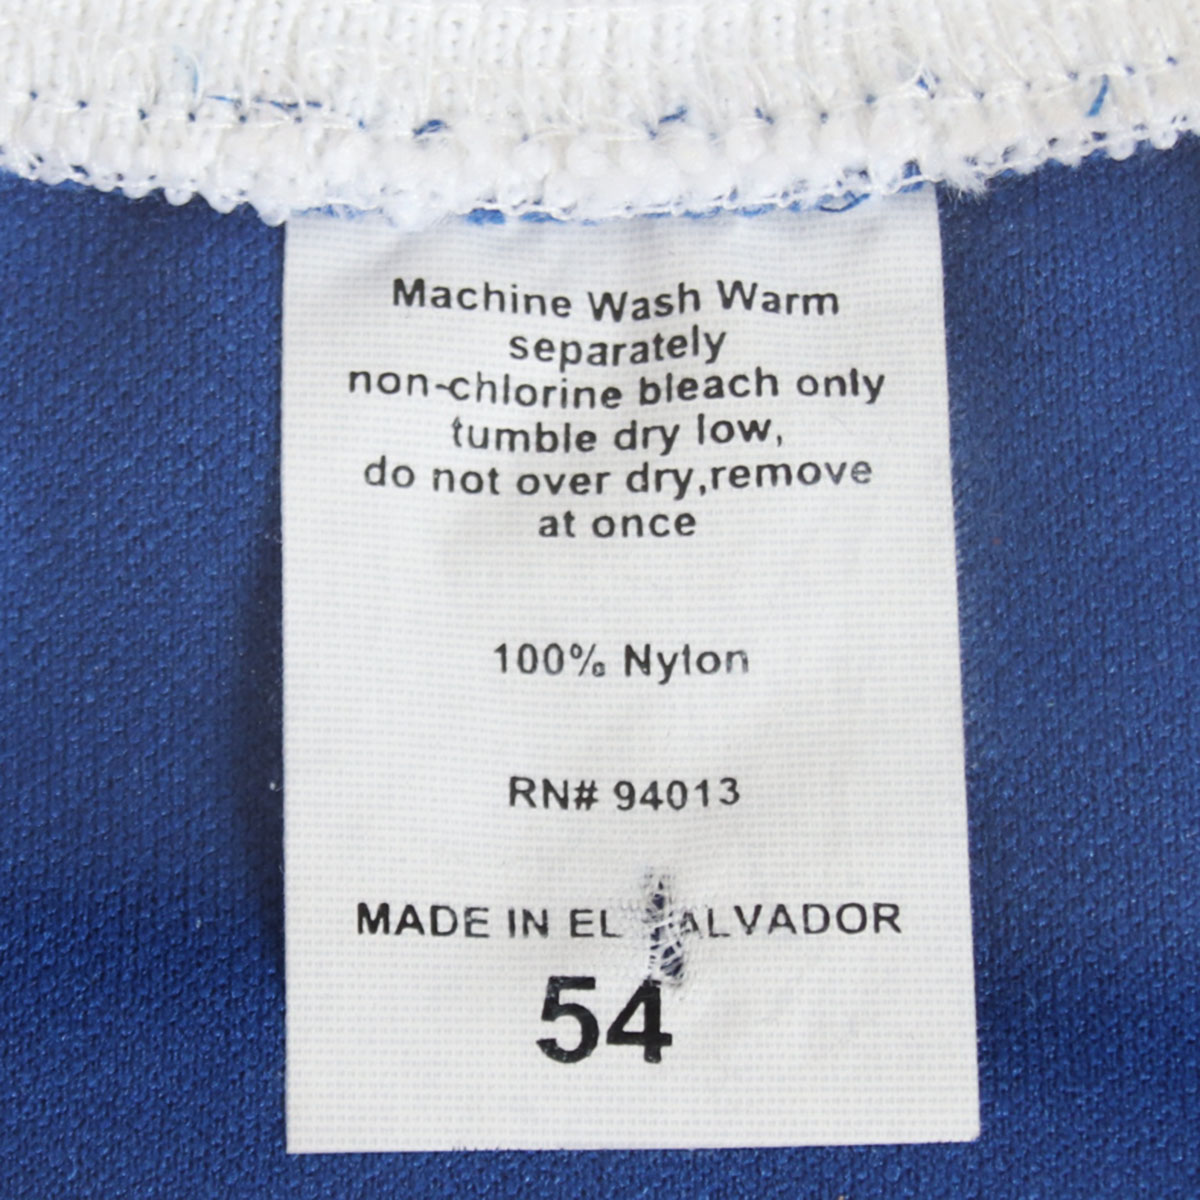 Machine Wash Warm
separately
non-chlorine bleach only
tumble dry low,
do not over dry,remove
at once
100% Nylon
RN# 94013
MADE IN EL SALVADOR
54